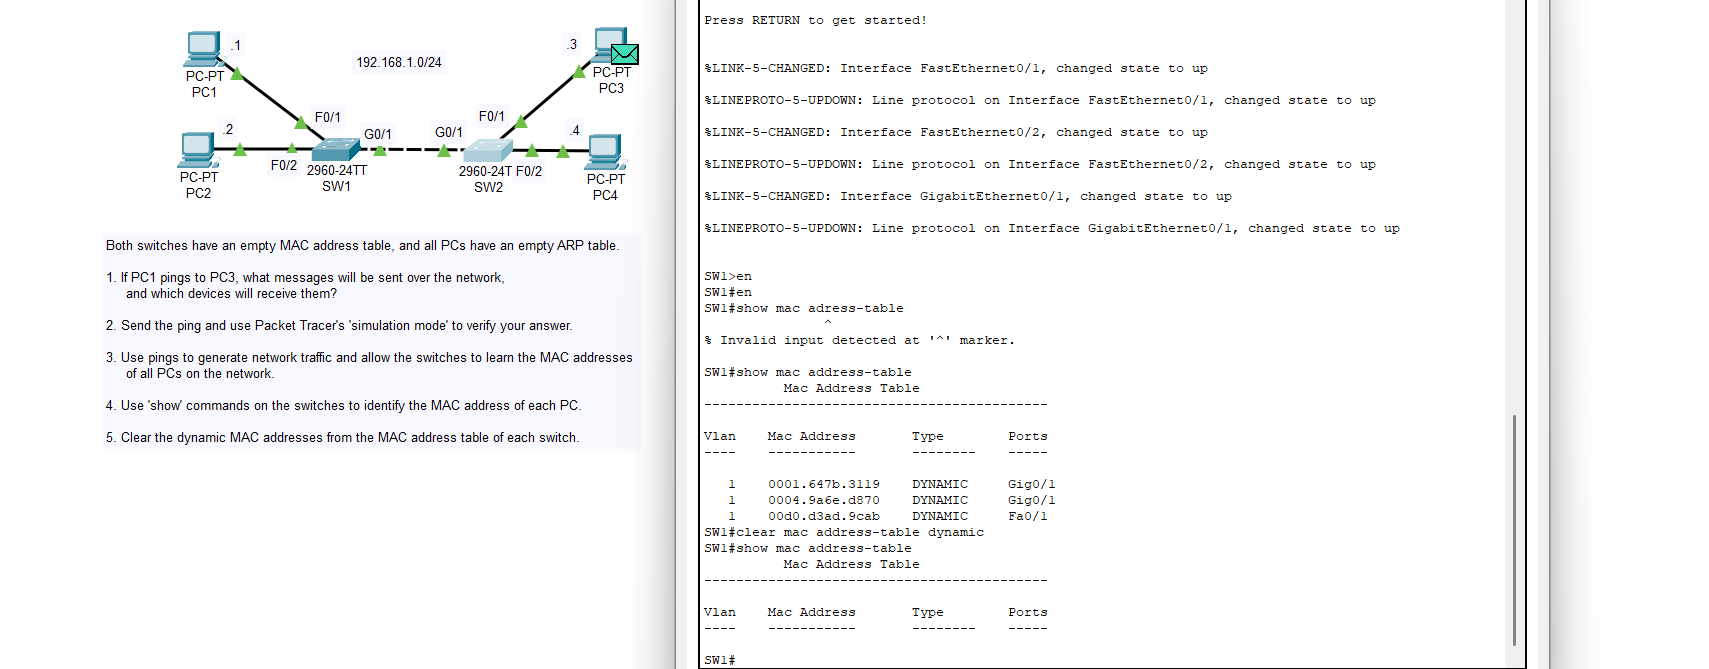 .1
PC-PT
PC1
192.168.1.0/24
.3
PC-PT
PC3
.2
PC-PT
PC2
F0/1
F0/2
G0/1
2960-24TT
SW1
G0/1
F0/1
2960-24T F0/2
SW2
.4
PC-PT
PC4
Both switches have an empty MAC address table, and all PCs have an empty ARP table.
1. If PC1 pings to PC3, what messages will be sent over the network,
and which devices will receive them?
2. Send the ping and use Packet Tracer's 'simulation mode' to verify your answer.
3. Use pings to generate network traffic and allow the switches to learn the MAC addresses
of all PCs on the network.
4. Use 'show' commands on the switches to identify the MAC address of each PC.
5. Clear the dynamic MAC addresses from the MAC address table of each switch.
Press RETURN to get started!
%LINK-5-CHANGED: Interface FastEthernet0/1, changed state to up
%LINEPROTO-5-UPDOWN: Line protocol on Interface FastEthernet0/1, changed state to up
%LINK-5-CHANGED: Interface FastEthernet0/2, changed state to up
%LINEPROTO-5-UPDOWN: Line protocol on Interface FastEthernet0/2, changed state to up
%LINK-5-CHANGED: Interface GigabitEthernet0/1, changed state to up
%LINEPROTO-5-UPDOWN: Line protocol on Interface GigabitEthernet0/1, changed state to up
SW1>en
SW1#en
SW1#show mac adress-table
^
% Invalid input detected at '^' marker.
SW1#show mac address-table
Mac Address Table
-------------------------------------------
Vlan Mac Address Type Ports
---- ----------- -------- -----
1 0001.647b.3119 DYNAMIC Gig0/1
1 0004.9a6e.d870 DYNAMIC Gig0/1
1 00d0.d3ad.9cab DYNAMIC Fa0/1
SW1#clear mac address-table dynamic
SW1#show mac address-table
Mac Address Table
-------------------------------------------
Vlan Mac Address Type Ports
---- ----------- -------- -----
SW1#